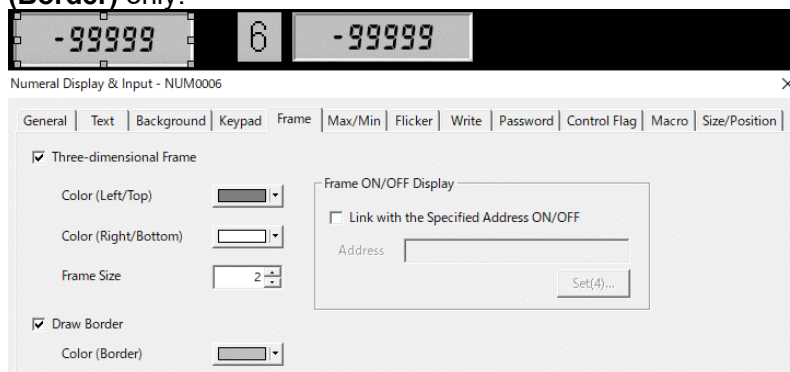 (Border) only.
-99999 6 -99999
Numeral Display & Input - NUM0006
General Text Background Keypad Frame Max/Min Flicker Write Password Control Flag Macro Size/Position
Three-dimensional Frame
Color (Left/Top)
Color (Right/Bottom)
Frame Size 2
Frame ON/OFF Display
Link with the Specified Address ON/OFF
Address
Set(4)...
Draw Border
Color (Border)